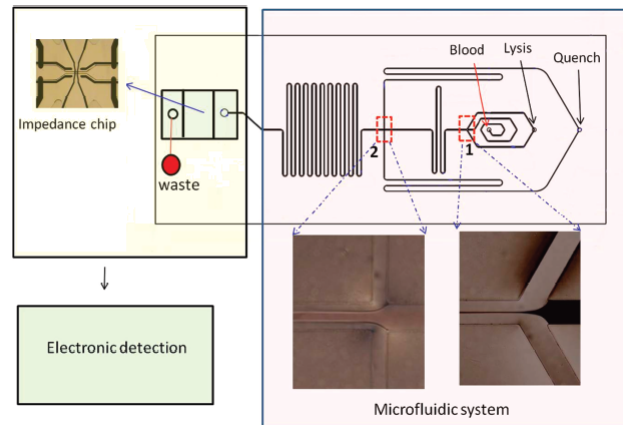 Blood
Lysis
Quench
Impedance chip
waste
2
1
Electronic detection
Microfluidic system